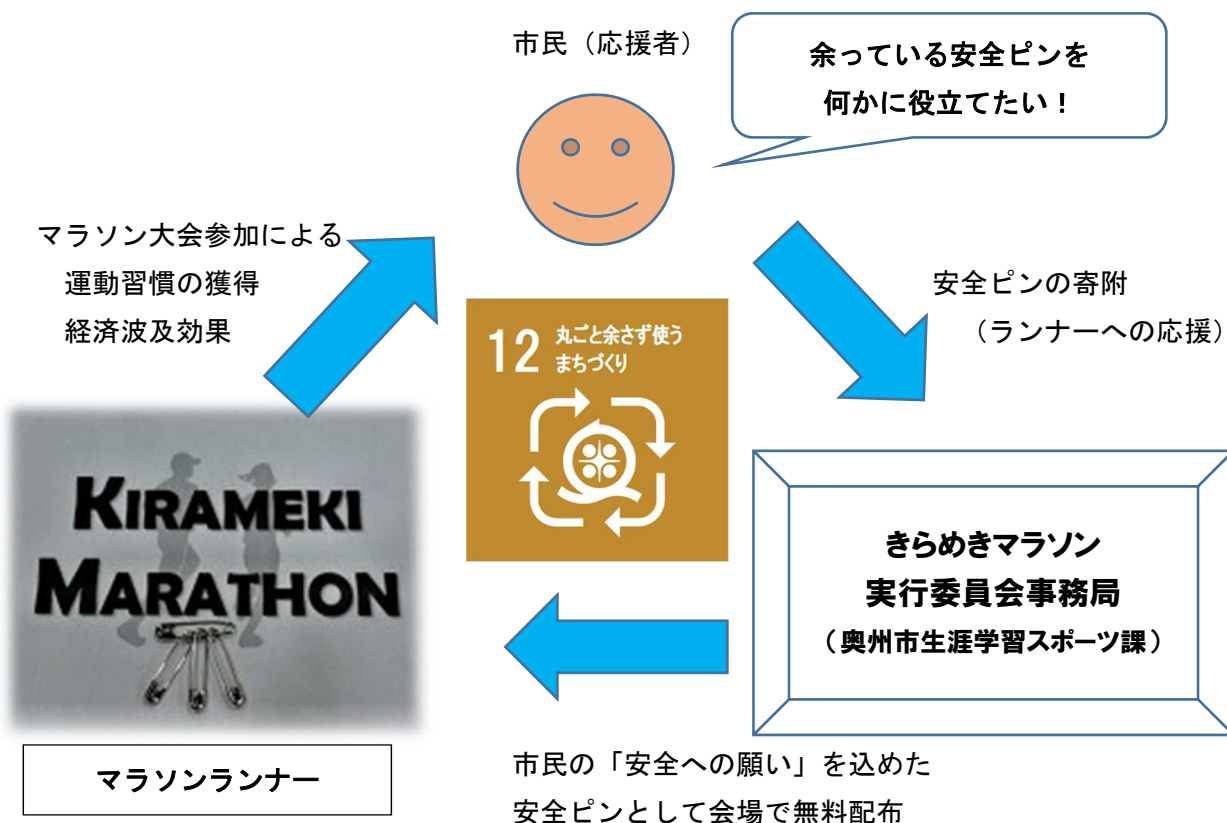 市民（応援者）
余っている安全ピンを
何かに役立てたい！
マラソン大会参加による
運動習慣の獲得
経済波及効果
安全ピンの寄附
（ランナーへの応援）
12 丸ごと余さず使う
まちづくり
KIRAMEKI
MARATHON
きらめきマラソン
実行委員会事務局
（奥州市生涯学習スポーツ課）
マラソンランナー
市民の「安全への願い」を込めた
安全ピンとして会場で無料配布